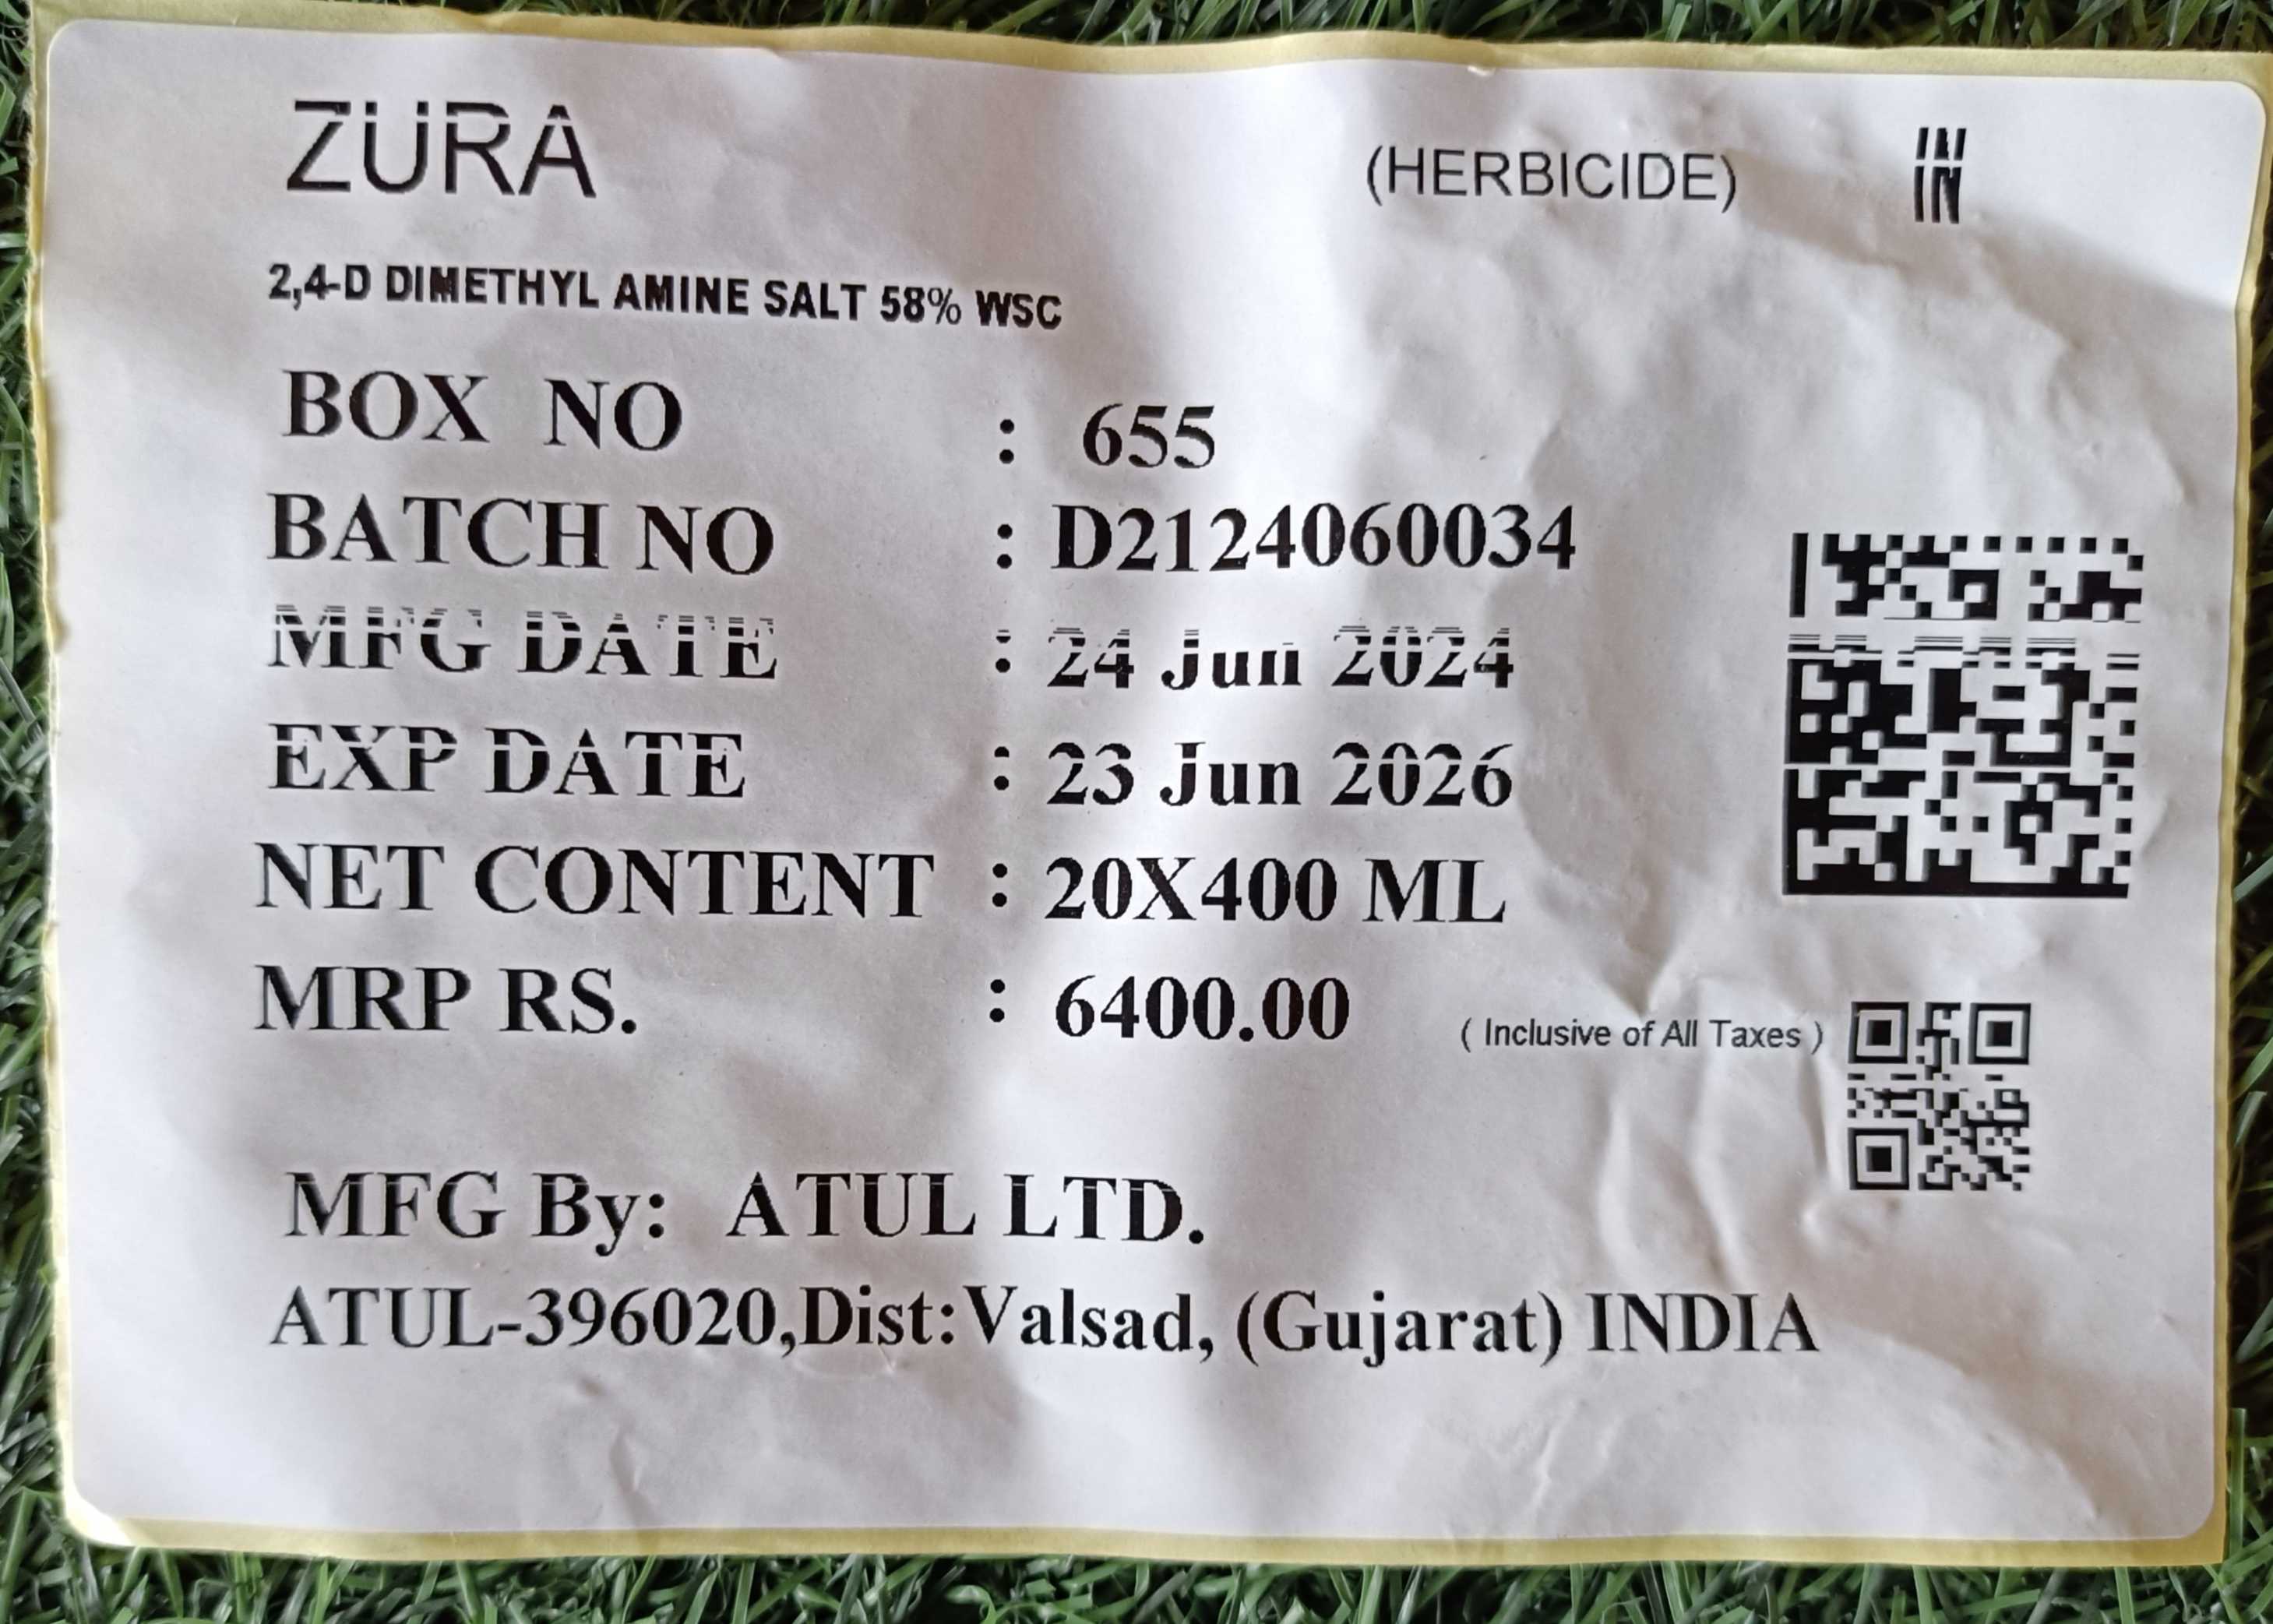 ZURA (HERBICIDE) IN
2,4-D DIMETHYL AMINE SALT 58% WSC
BOX NO : 655
BATCH NO : D2124060034
MFG DATE : 24 Jun 2024
EXP DATE : 23 Jun 2026
NET CONTENT : 20X400 ML
MRP RS. : 6400.00 ( Inclusive of All Taxes )
MFG By: ATUL LTD.
ATUL-396020,Dist:Valsad, (Gujarat) INDIA